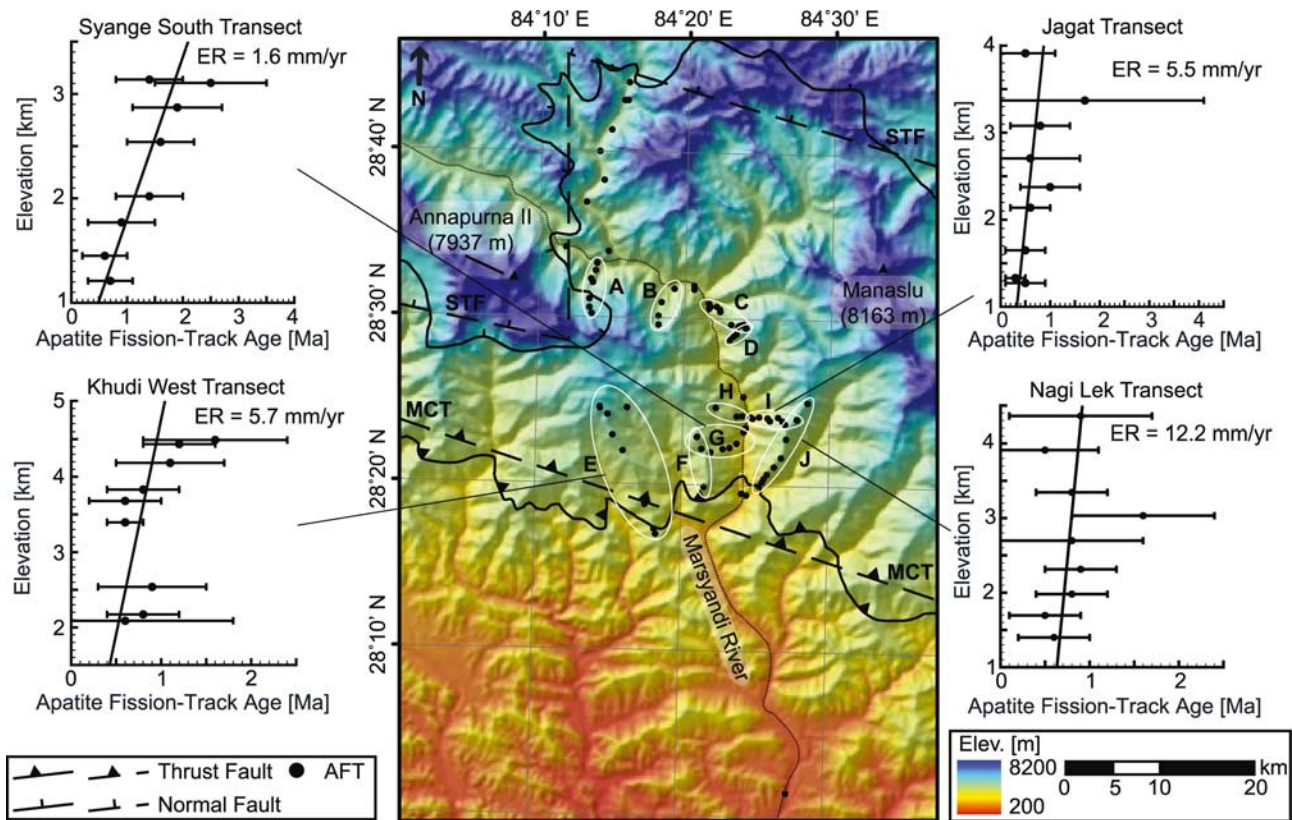 Syange South Transect
ER = 1.6 mm/yr
3
2
1
Elevation [km]
0 1 2 3 4
Apatite Fission-Track Age [Ma]
Khudi West Transect
ER = 5.7 mm/yr
5
4
5
3
2
Elevation [km]
0 1 2
Apatite Fission-Track Age [Ma]
Thrust Fault
AFT
Normal Fault
84°10' E 84°20' E 84°30' E
28°40' N
28°30' N
28°20' N
28°10' N
N
STF
Annapurna II
(7937 m)
A
B
C
Manaslu
(8163 m)
STF
D
H
I
MCT
G
E
F
J
MCT
Marsyandi River
Jagat Transect
ER = 5.5 mm/yr
4
3
2
1
Elevation [km]
0 1 2 3 4
Apatite Fission-Track Age [Ma]
Nagi Lek Transect
ER = 12.2 mm/yr
4
3
2
1
Elevation [km]
0 1 2
Apatite Fission-Track Age [Ma]
Elev. [m]
8200
200
km
0 5 10 20